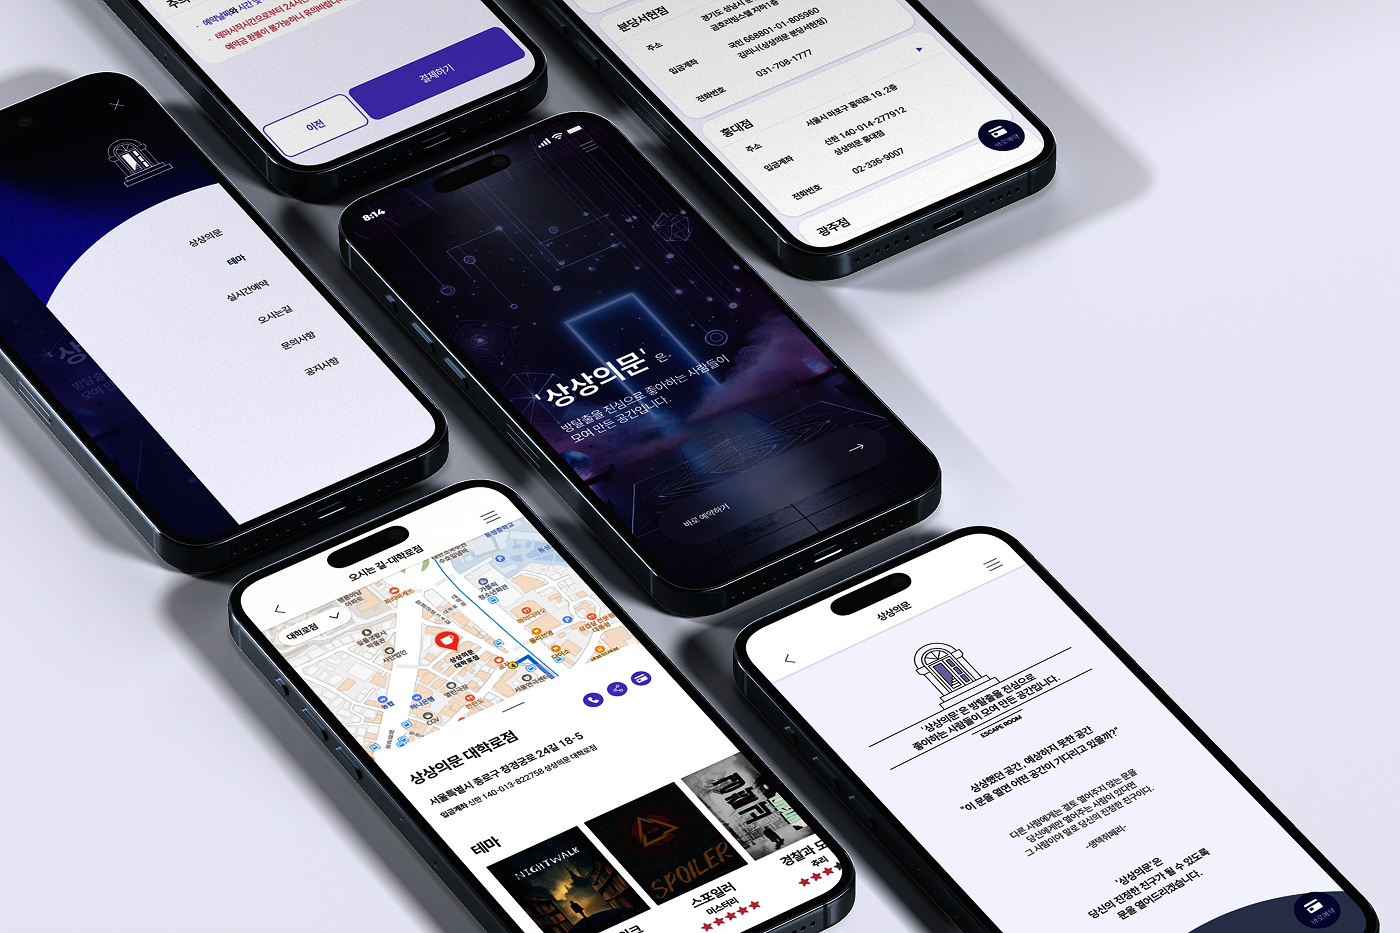 예약날짜와 시간 및
테마시작시간으로부터 24시간
예약금 환불이 불가능하니 유의바랍니다
이전
결제하기
분당서현점
주소
경기도 성남시 분
금호리빙스텔 지하1층
입금계좌
국민 668801-01-805960
김리나(상상의문 분당서현점)
전화번호
031-708-1777
홍대점
주소
서울시 마포구 홍익로 19, 2층
입금계좌
신한 140-014-277912
상상의문 홍대점
전화번호
02-336-9007
바로예약
광주점
상상의문
테마
실시간예약
오시는길
문의사항
공지사항
8:14
'상상의문' 은
방탈출을 진심으로 좋아하는 사람들이
모여 만든 공간입니다.
바로 예약하기
오시는 길-대학로점
대학로점
파리바게뜨
상상의문
대학로점
하나은행
CGV
상상의문 대학로점
서울특별시 종로구 창경궁로 24길 18-5
입금계좌 신한 140-013-822758 상상의문 대학로점
테마
NIGHTWALK
SPOILER
스포일러
미스터리
경찰과 도
추리
상상의문
'상상의문'은 방탈출을 진심으로
좋아하는 사람들이 모여 만든 공간입니다.
ESCAPE ROOM
상상했던 공간, 예상하지 못한 공간
"이 문을 열면 어떤 공간이 기다리고 있을까?"
다른 사람에게는 결코 열어주지 않는 문을
당신에게만 열어주는 사람이 있다면
그 사람이야 말로 당신의 진정한 친구이다.
-생텍쥐페리-
'상상의문'은
당신의 진정한 친구가 될 수 있도록
문을 열어드리겠습니다.
바로예약